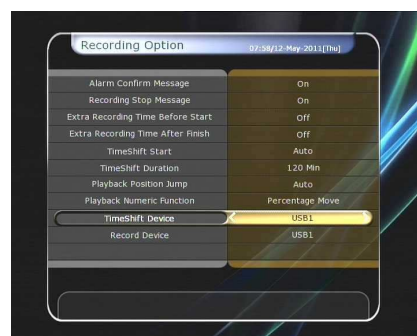 Recording Option 07:58/12-May-2011[Thu]
Alarm Confirm Message On
Recording Stop Message On
Extra Recording Time Before Start Off
Extra Recording Time After Finish Off
TimeShift Start Auto
TimeShift Duration 120 Min
Playback Position Jump Auto
Playback Numeric Function Percentage Move
TimeShift Device USB1
Record Device USB1